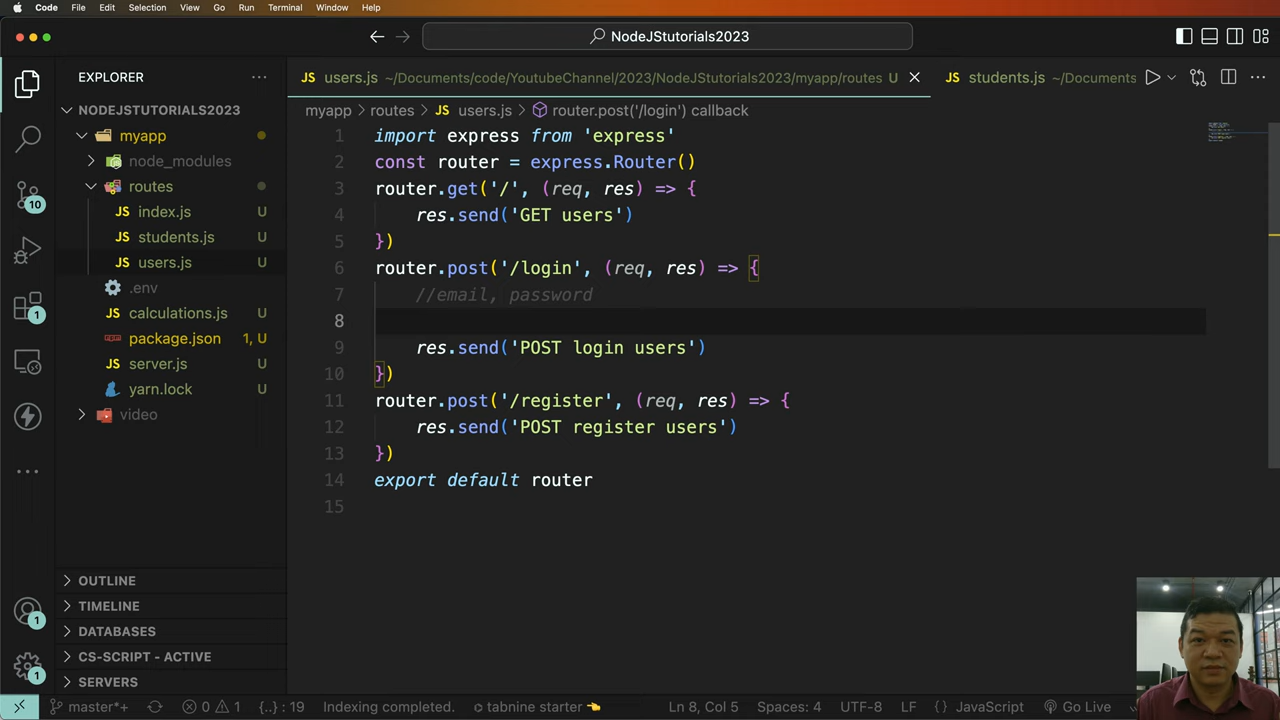 Code File Edit Selection View Go Run Terminal Window Help
NodeJStutorials2023
EXPLORER
users.js ~/Documents/code/YoutubeChannel/2023/NodeJStutorials2023/myapp/routes U
students.js ~/Documents
NODEJSTUTORIALS2023
myapp
node_modules
routes
index.js U
students.js U
users.js U
.env
calculations.js U
package.json 1, U
server.js U
yarn.lock U
video
OUTLINE
TIMELINE
DATABASES
CS-SCRIPT - ACTIVE
SERVERS
10
1
1
1
myapp › routes › JS users.js › router.post('/login') callback
1 import express from 'express'
2 const router = express.Router()
3 router.get('/', (req, res) => {
4     res.send('GET users')
5 })
6 router.post('/login', (req, res) => {
7     //email, password
8
9     res.send('POST login users')
10 })
11 router.post('/register', (req, res) => {
12     res.send('POST register users')
13 })
14 export default router
15
master*+ 0 1 {..} : 19 Indexing completed. tabnine starter Ln 8, Col 5 Spaces: 4 UTF-8 LF {} JavaScript Go Live